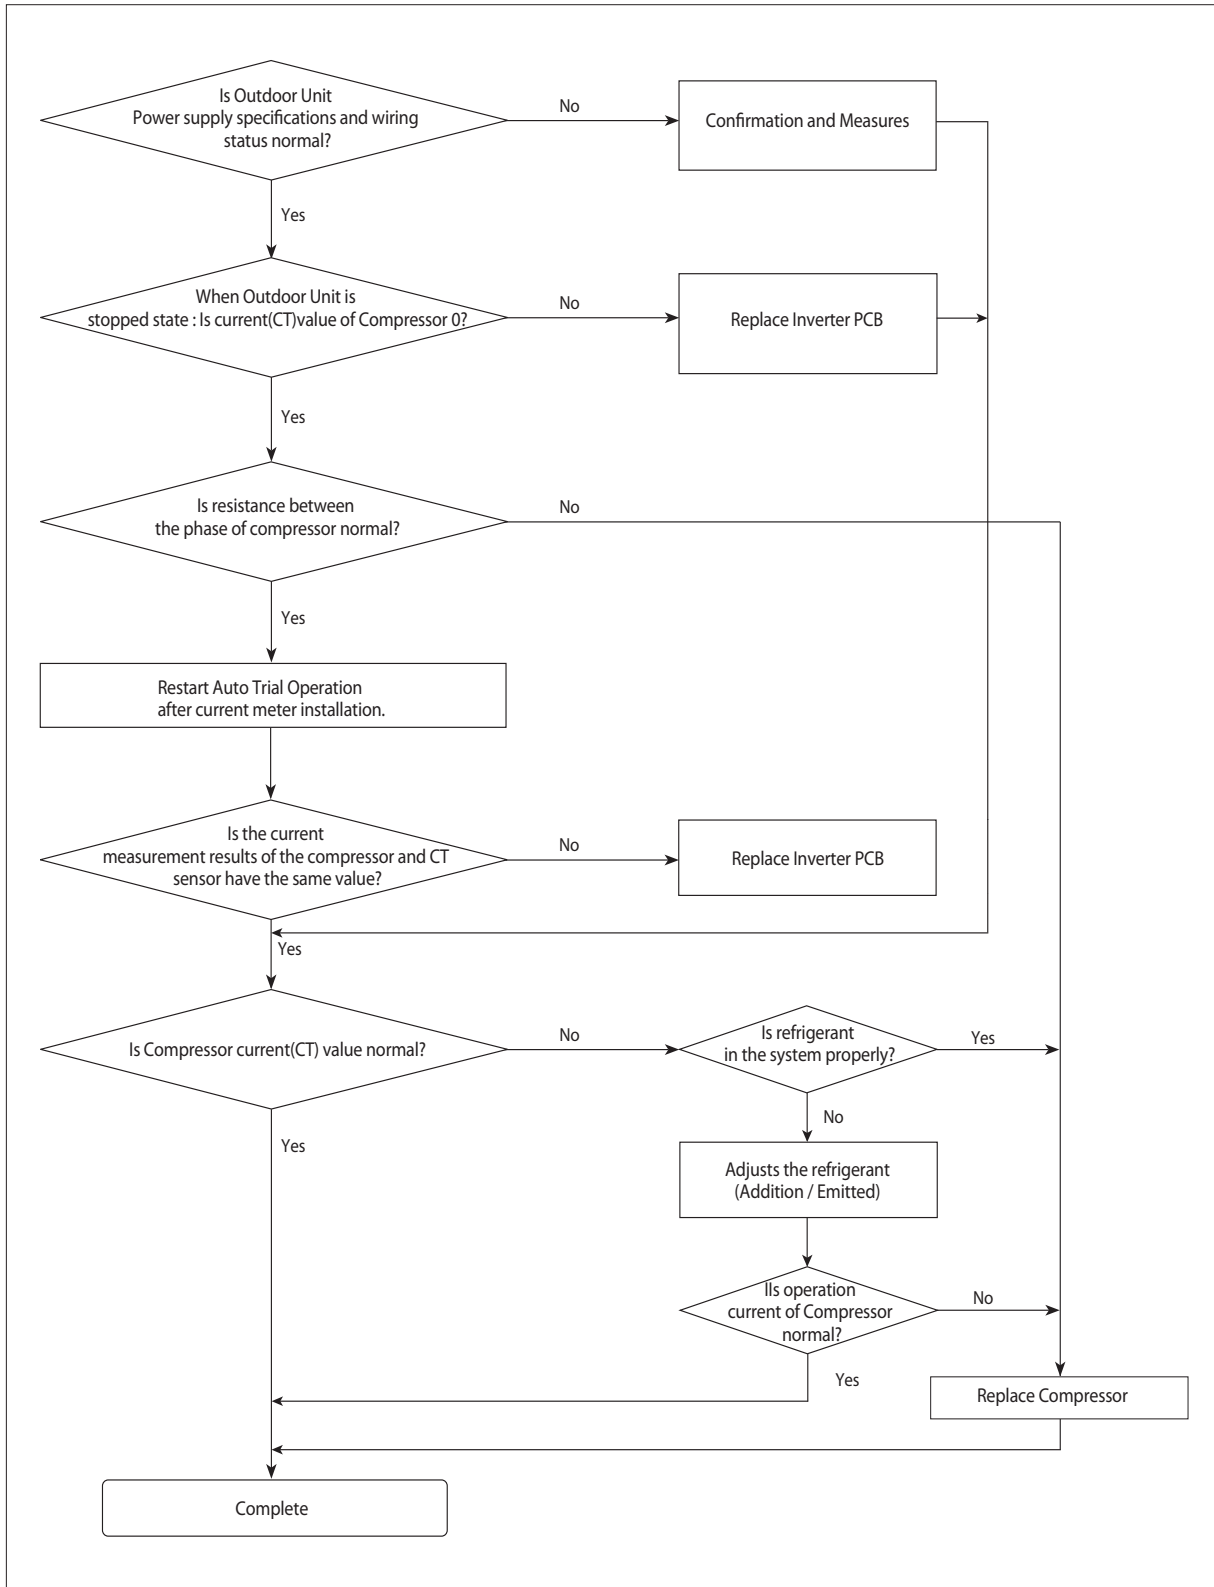 Is Outdoor Unit
Power supply specifications and wiring
status normal?
No
Confirmation and Measures
Yes
When Outdoor Unit is
stopped state : Is current(CT)value of Compressor 0?
No
Replace Inverter PCB
Yes
Is resistance between
the phase of compressor normal?
No
Yes
Restart Auto Trial Operation
after current meter installation.
Is the current
measurement results of the compressor and CT
sensor have the same value?
No
Replace Inverter PCB
Yes
Is Compressor current(CT) value normal?
No
Is refrigerant
in the system properly?
Yes
No
Yes
Adjusts the refrigerant
(Addition / Emitted)
IIs operation
current of Compressor
normal?
No
Yes
Replace Compressor
Complete